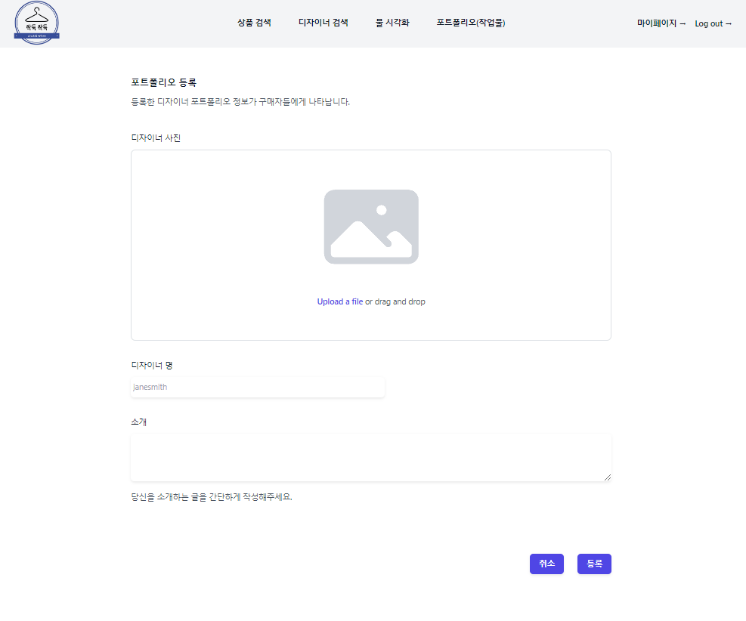 상품 검색 디자이너 검색 룰 시각화 포트폴리오(작업물) 마이페이지 → Log out →
포트폴리오 등록
등록한 디자이너 포트폴리오 정보가 구매자들에게 나타납니다.
디자이너 사진
Upload a file or drag and drop
디자이너 명
janesmith
소개
당신을 소개하는 글을 간단하게 작성해주세요.
취소 등록